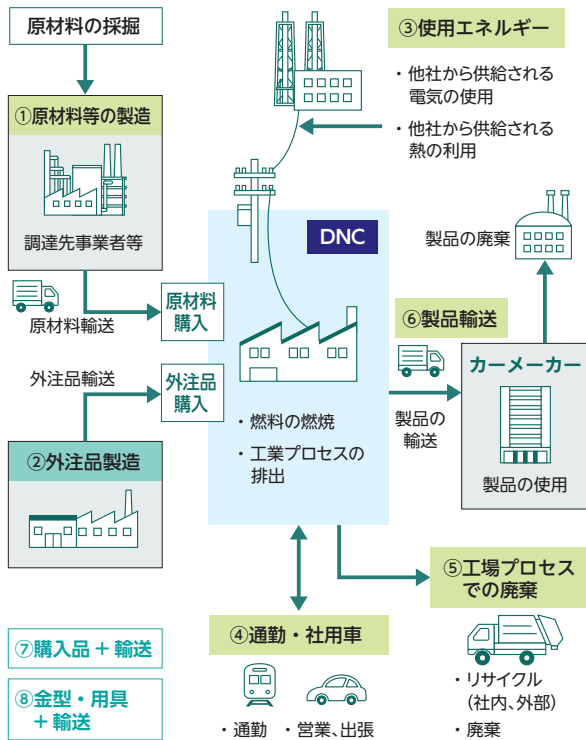 原材料の採掘
①原材料等の製造
調達先事業者等
原材料輸送
原材料
購入
外注品輸送
外注品
購入
②外注品製造
③使用エネルギー
・他社から供給される
電気の使用
・他社から供給される
熱の利用
DNC
・燃料の燃焼
・工業プロセスの
排出
製品の廃棄
⑥製品輸送
製品の
輸送
カーメーカー
製品の使用
⑤工場プロセス
での廃棄
・リサイクル
(社内、外部)
・廃棄
④通勤・社用車
・通勤 ・営業、出張
⑦購入品 + 輸送
⑧金型・用具
+ 輸送